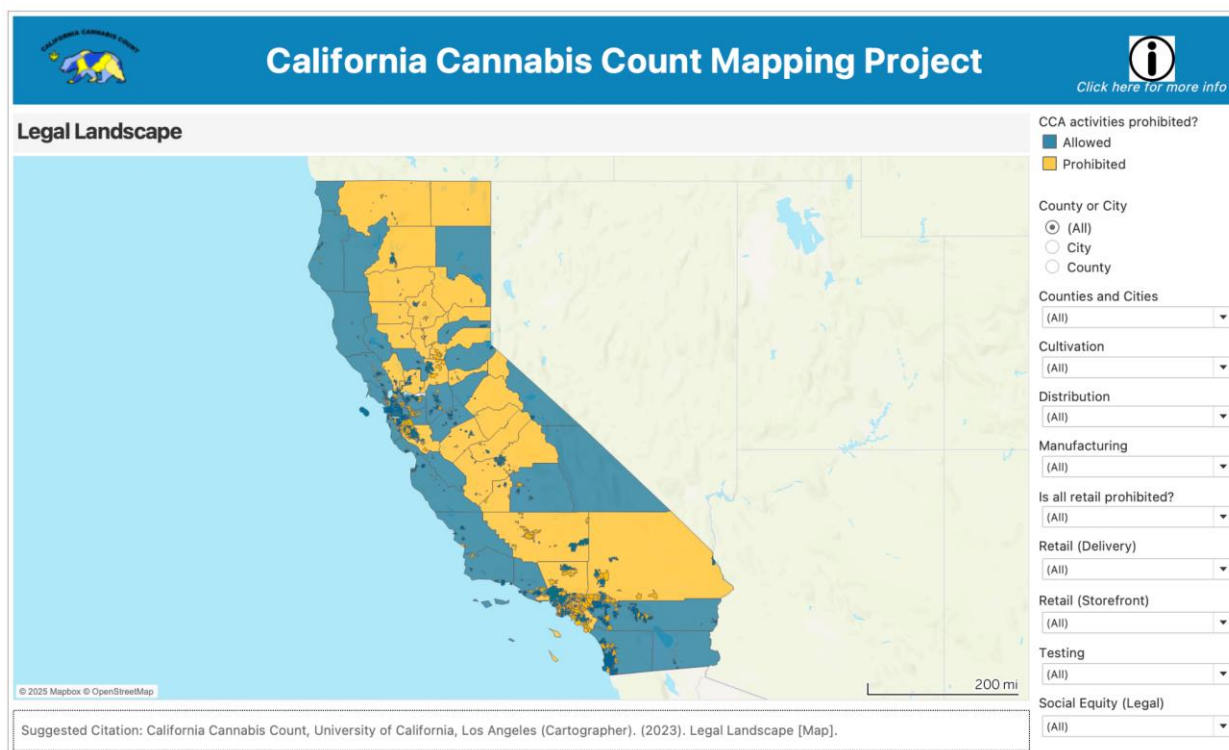 CALIFORNIA CANNABIS COUNT
California Cannabis Count Mapping Project
i
Click here for more info
Legal Landscape
CCA activities prohibited?
Allowed
Prohibited
County or City
(All)
City
County
Counties and Cities
(All)
Cultivation
(All)
Distribution
(All)
Manufacturing
(All)
Is all retail prohibited?
(All)
Retail (Delivery)
(All)
Retail (Storefront)
(All)
Testing
(All)
Social Equity (Legal)
(All)
200 mi
© 2025 Mapbox © OpenStreetMap
Suggested Citation: California Cannabis Count, University of California, Los Angeles (Cartographer). (2023). Legal Landscape [Map].